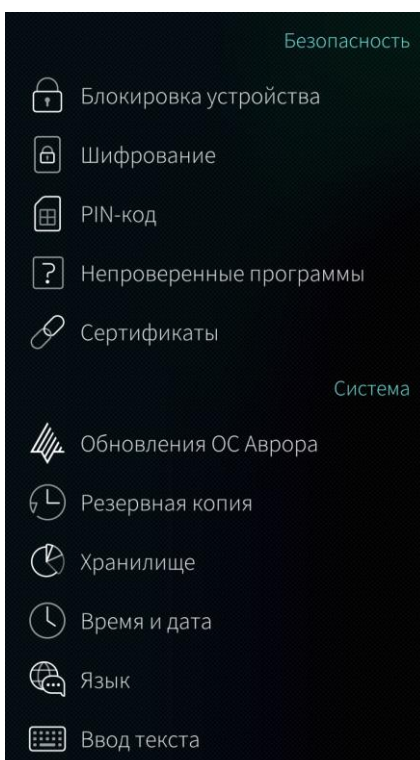 Безопасность
Блокировка устройства
Шифрование
PIN-код
Непроверенные программы
Сертификаты
Система
Обновления ОС Аврора
Резервная копия
Хранилище
Время и дата
Язык
Ввод текста